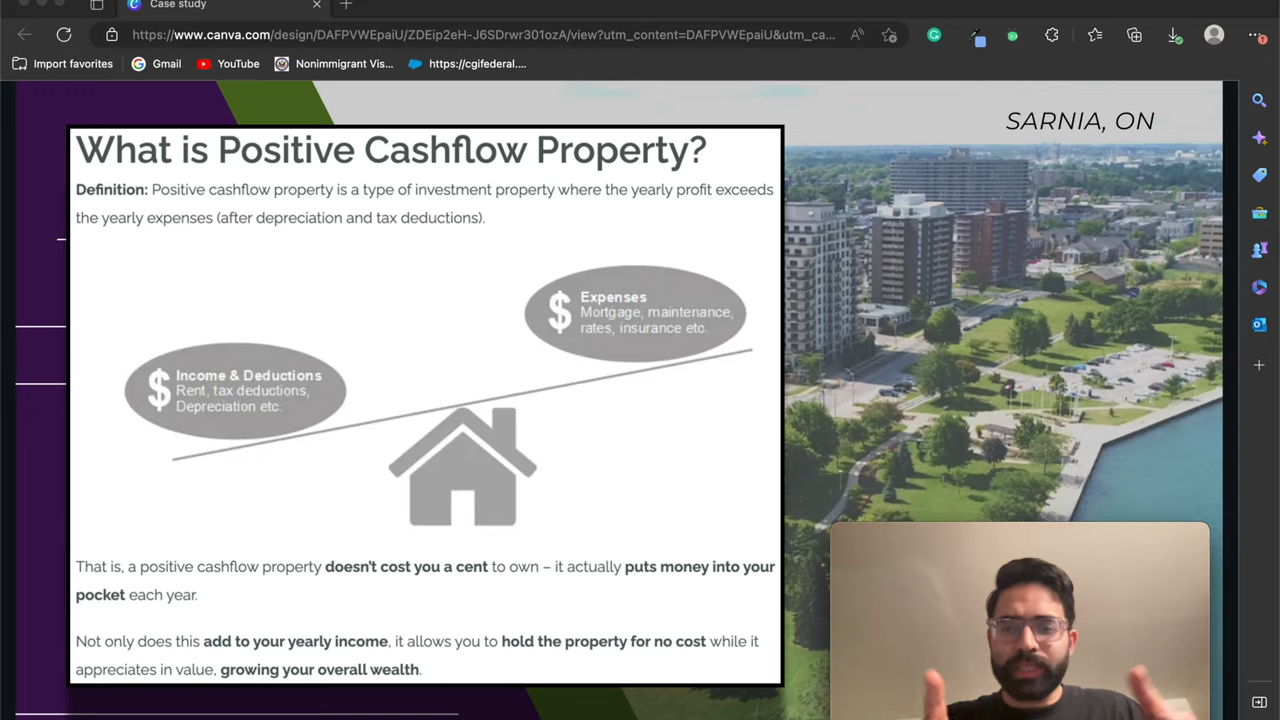 Case study
https://www.canva.com/design/DAFPVWEpaiU/ZDEip2eH-J6SDrwr301ozA/view?utm_content=DAFPVWEpaiU&utm_ca...
Import favorites
Gmail
YouTube
Nonimmigrant Vis...
https://cgifederal....
SARNIA, ON
What is Positive Cashflow Property?
Definition: Positive cashflow property is a type of investment property where the yearly profit exceeds
the yearly expenses (after depreciation and tax deductions).
$
Expenses
Mortgage, maintenance,
rates, insurance etc.
$
Income & Deductions
Rent, tax deductions,
Depreciation etc.
That is, a positive cashflow property doesn't cost you a cent to own – it actually puts money into your
pocket each year.
Not only does this add to your yearly income, it allows you to hold the property for no cost while it
appreciates in value, growing your overall wealth.